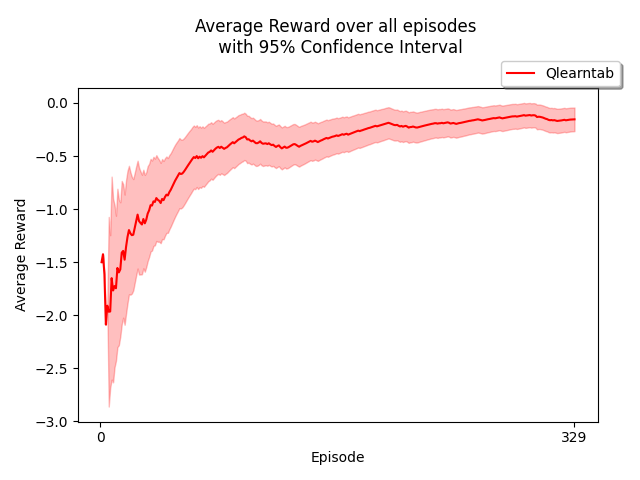 Average Reward over all episodes
with 95% Confidence Interval
Qlearntab
0.0
−0.5
−1.0
−1.5
−2.0
−2.5
−3.0
Average Reward
0
329
Episode